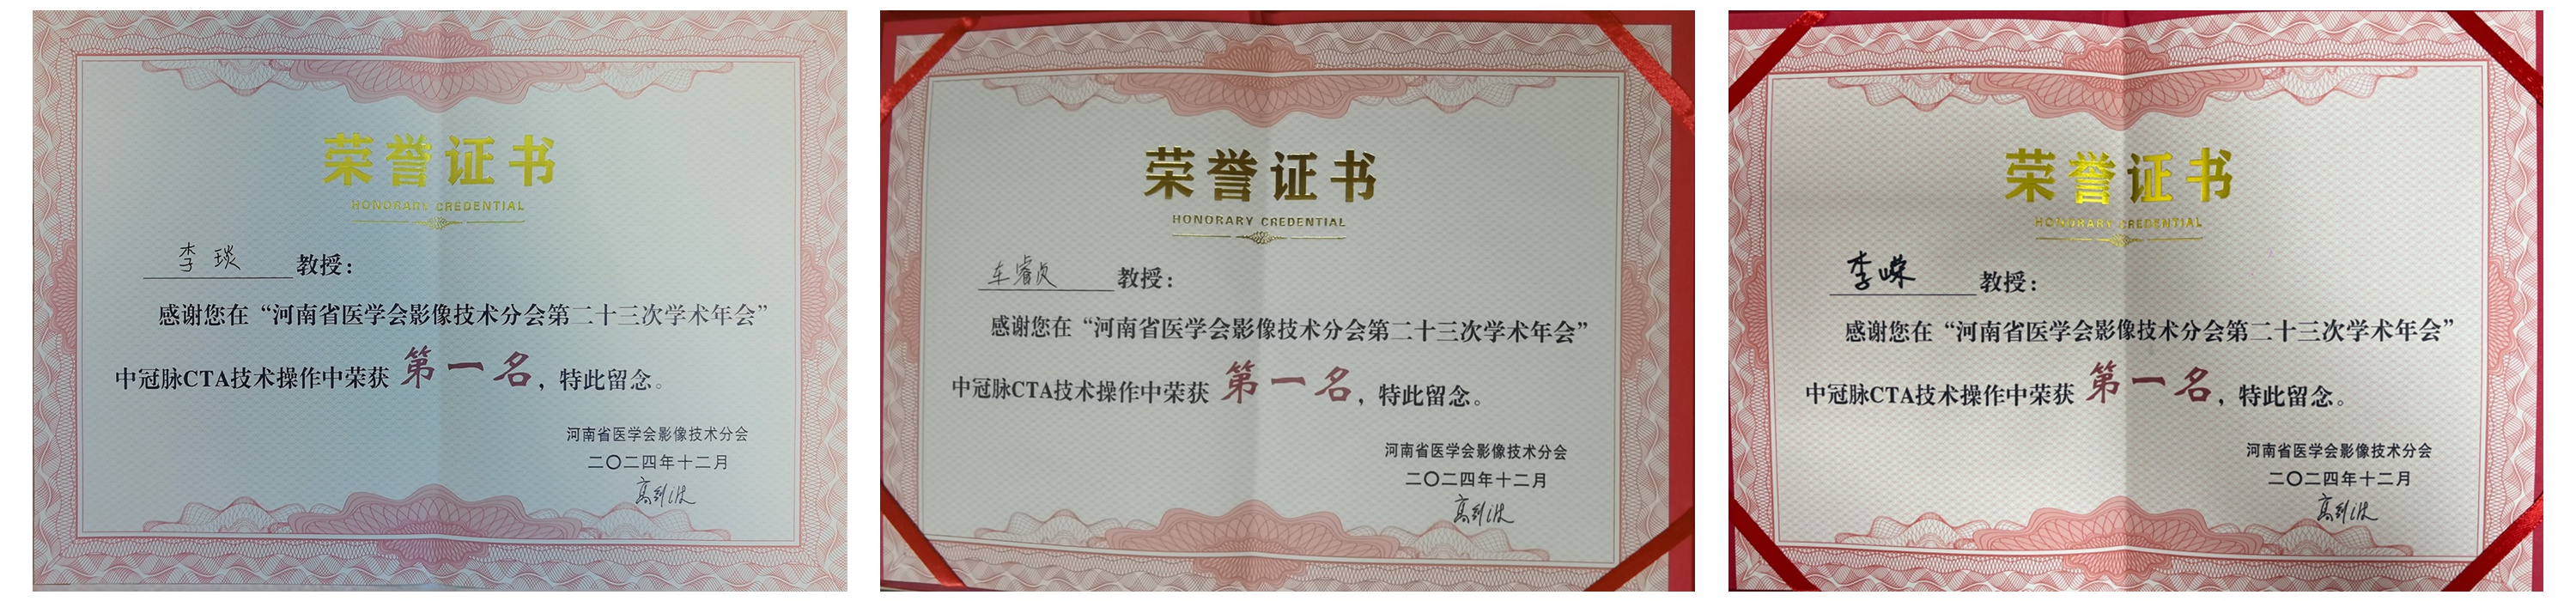 荣誉证书
HONORARY CREDENTIAL
李琰 教授：
感谢您在“河南省医学会影像技术分会第二十三次学术年会”
中冠脉CTA技术操作中荣获 第一名，特此留念。
河南省医学会影像技术分会
二〇二四年十二月
荣誉证书
HONORARY CREDENTIAL
车睿贞 教授：
感谢您在“河南省医学会影像技术分会第二十三次学术年会”
中冠脉CTA技术操作中荣获 第一名，特此留念。
河南省医学会影像技术分会
二〇二四年十二月
荣誉证书
HONORARY CREDENTIAL
李嵘 教授：
感谢您在“河南省医学会影像技术分会第二十三次学术年会”
中冠脉CTA技术操作中荣获 第一名，特此留念。
河南省医学会影像技术分会
二〇二四年十二月